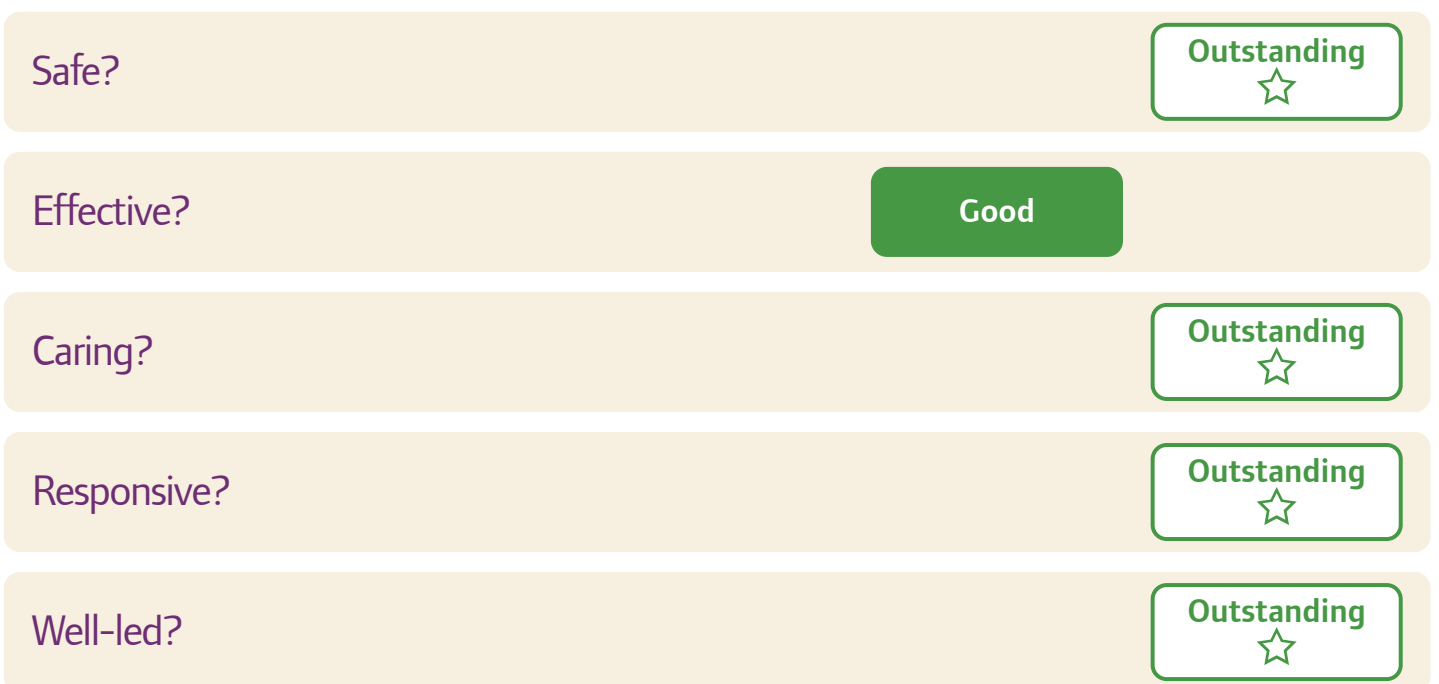 Safe?
Outstanding
Effective?
Good
Caring?
Outstanding
Responsive?
Outstanding
Well-led?
Outstanding